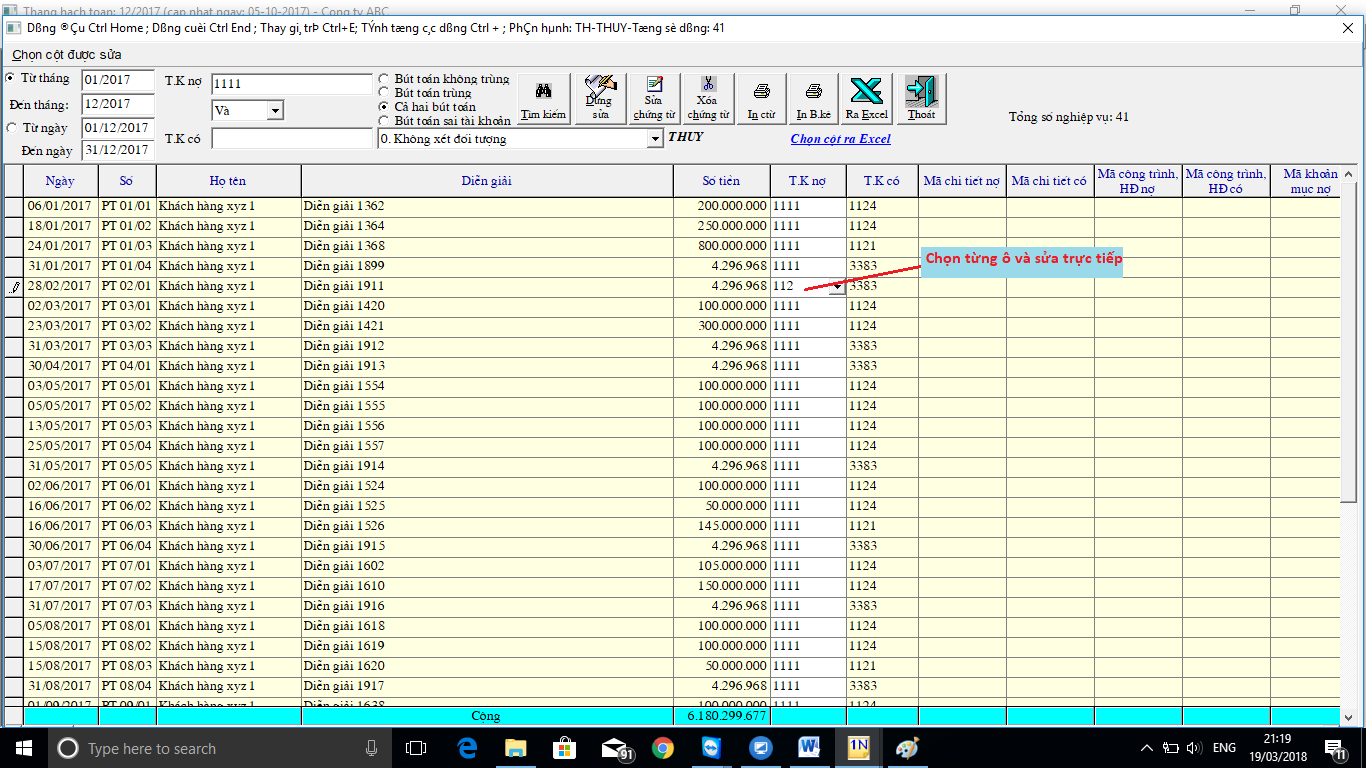 Thang hach toan: 12/2017 (cap nhat ngay: 05-10-2017) - Cong ty ABC
Dßng ®Çu Ctrl Home ; Dßng cuèi Ctrl End ; Thay gi¸ trÞ Ctrl+E; TÝnh tæng c¸c dßng Ctrl + ; PhÇn hµnh: TH-THUY-Tæng sè dßng: 41
Chọn cột được sửa
Từ tháng 01/2017 T.K nợ 1111 Bút toán không trùng
Đến tháng: 12/2017 Và Bút toán trùng
Cả hai bút toán
Từ ngày 01/12/2017 Bút toán sai tài khoản
Đến ngày 31/12/2017 T.K có 0. Không xét đối tượng THUY
Tìm kiếm Dừng sửa Sửa chứng từ Xóa chứng từ In ctừ In B.kê Ra Excel Thoát
Chọn cột ra Excel
Tổng số nghiệp vụ: 41
Ngày Số Họ tên Diễn giải Số tiền T.K nợ T.K có Mã chi tiết nợ Mã chi tiết có Mã công trình, HĐ nợ Mã công trình, HĐ có Mã khoản mục nợ
06/01/2017 PT 01/01 Khách hàng xyz 1 Diễn giải 1362 200.000.000 1111 1124
18/01/2017 PT 01/02 Khách hàng xyz 1 Diễn giải 1364 250.000.000 1111 1124
24/01/2017 PT 01/03 Khách hàng xyz 1 Diễn giải 1368 800.000.000 1111 1121
31/01/2017 PT 01/04 Khách hàng xyz 1 Diễn giải 1899 4.296.968 1111 3383
Chọn từng ô và sửa trực tiếp
28/02/2017 PT 02/01 Khách hàng xyz 1 Diễn giải 1911 4.296.968 112 3383
02/03/2017 PT 03/01 Khách hàng xyz 1 Diễn giải 1420 100.000.000 1111 1124
23/03/2017 PT 03/02 Khách hàng xyz 1 Diễn giải 1421 300.000.000 1111 1124
31/03/2017 PT 03/03 Khách hàng xyz 1 Diễn giải 1912 4.296.968 1111 3383
30/04/2017 PT 04/01 Khách hàng xyz 1 Diễn giải 1913 4.296.968 1111 3383
03/05/2017 PT 05/01 Khách hàng xyz 1 Diễn giải 1554 100.000.000 1111 1124
05/05/2017 PT 05/02 Khách hàng xyz 1 Diễn giải 1555 100.000.000 1111 1124
13/05/2017 PT 05/03 Khách hàng xyz 1 Diễn giải 1556 100.000.000 1111 1124
25/05/2017 PT 05/04 Khách hàng xyz 1 Diễn giải 1557 100.000.000 1111 1124
31/05/2017 PT 05/05 Khách hàng xyz 1 Diễn giải 1914 4.296.968 1111 3383
02/06/2017 PT 06/01 Khách hàng xyz 1 Diễn giải 1524 100.000.000 1111 1124
16/06/2017 PT 06/02 Khách hàng xyz 1 Diễn giải 1525 50.000.000 1111 1124
16/06/2017 PT 06/03 Khách hàng xyz 1 Diễn giải 1526 145.000.000 1111 1121
30/06/2017 PT 06/04 Khách hàng xyz 1 Diễn giải 1915 4.296.968 1111 3383
03/07/2017 PT 07/01 Khách hàng xyz 1 Diễn giải 1602 105.000.000 1111 1124
17/07/2017 PT 07/02 Khách hàng xyz 1 Diễn giải 1610 150.000.000 1111 1124
31/07/2017 PT 07/03 Khách hàng xyz 1 Diễn giải 1916 4.296.968 1111 3383
05/08/2017 PT 08/01 Khách hàng xyz 1 Diễn giải 1618 100.000.000 1111 1124
15/08/2017 PT 08/02 Khách hàng xyz 1 Diễn giải 1619 100.000.000 1111 1124
15/08/2017 PT 08/03 Khách hàng xyz 1 Diễn giải 1620 50.000.000 1111 1121
31/08/2017 PT 08/04 Khách hàng xyz 1 Diễn giải 1917 4.296.968 1111 3383
01/09/2017 PT 09/01 Khách hàng xyz 1 Diễn giải 1638 100.000.000 1111 1124
Cộng 6.180.299.677
Type here to search 91 1N ENG 21:19
19/03/2018 11